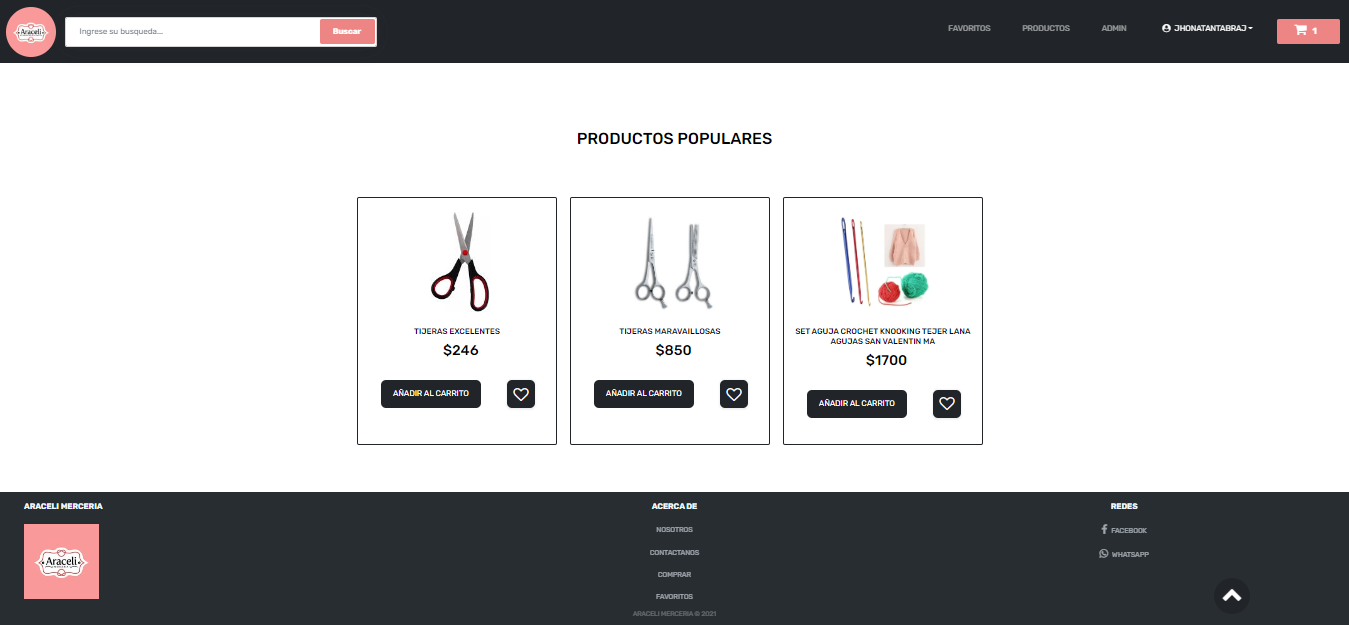 Araceli
Ingrese su busqueda...
Buscar
FAVORITOS
PRODUCTOS
ADMIN
JHONATANTABRAJ
1
PRODUCTOS POPULARES
TIJERAS EXCELENTES
$246
AÑADIR AL CARRITO
TIJERAS MARAVAILLOSAS
$850
AÑADIR AL CARRITO
SET AGUJA CROCHET KNOOKING TEJER LANA
AGUJAS SAN VALENTIN MA
$1700
AÑADIR AL CARRITO
ARACELI MERCERIA
Araceli
ACERCA DE
NOSOTROS
CONTACTANOS
COMPRAR
FAVORITOS
ARACELI MERCERIA © 2021
REDES
FACEBOOK
WHATSAPP